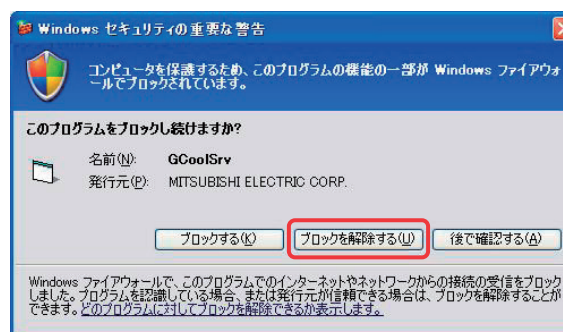 Windows セキュリティの重要な警告
コンピュータを保護するため、このプログラムの機能の一部が Windows ファイアウォ
ールでブロックされています。
このプログラムをブロックし続けますか?
名前(N): GCoolSrv
発行元(P): MITSUBISHI ELECTRIC CORP.
ブロックする(K) ブロックを解除する(U) 後で確認する(A)
Windows ファイアウォールで、このプログラムでのインターネットやネットワークからの接続の受信をブロック
しました。プログラムを認識している場合、または発行元が信頼できる場合は、ブロックを解除することが
できます。どのプログラムに対してブロックを解除できるか表示します。